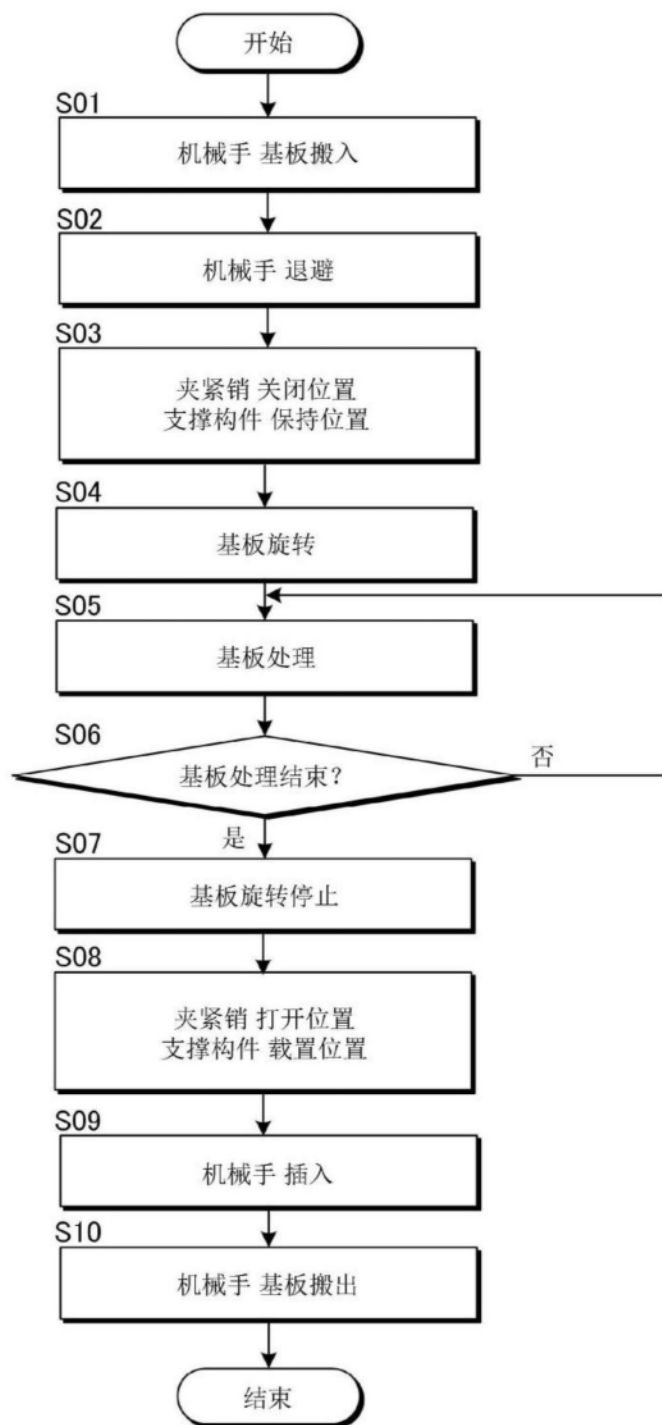 开始
S01
机械手 基板搬入
S02
机械手 退避
S03
夹紧销 关闭位置
支撑构件 保持位置
S04
基板旋转
S05
基板处理
S06
基板处理结束？
否
是
S07
基板旋转停止
S08
夹紧销 打开位置
支撑构件 载置位置
S09
机械手 插入
S10
机械手 基板搬出
结束